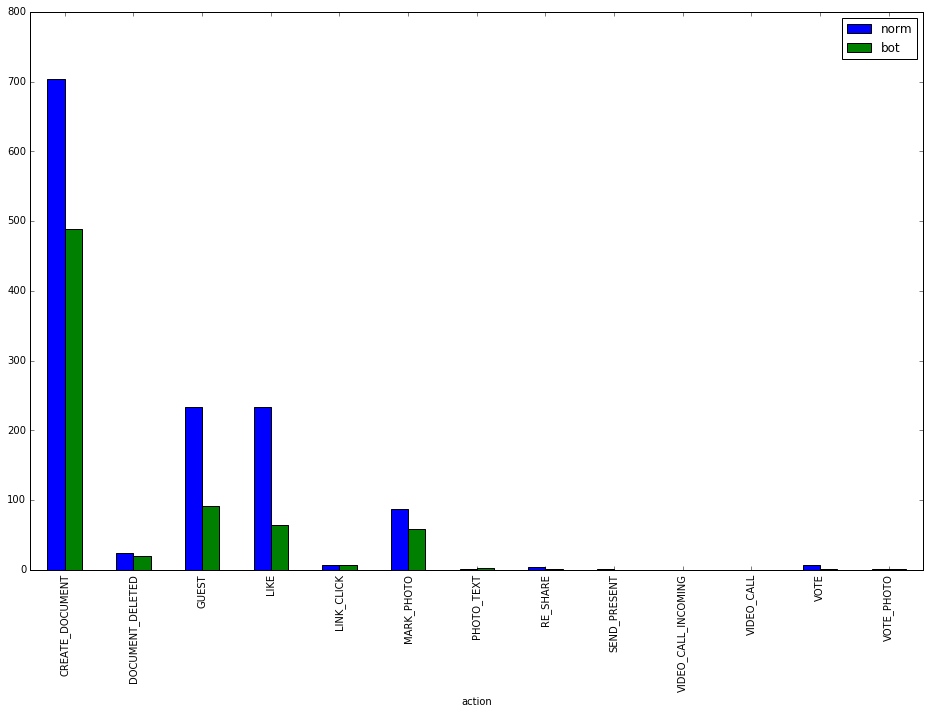 800
700
600
500
400
300
200
100
0
norm
bot
CREATE_DOCUMENT
DOCUMENT_DELETED
GUEST
LIKE
LINK_CLICK
MARK_PHOTO
PHOTO_TEXT
RE_SHARE
SEND_PRESENT
VIDEO_CALL_INCOMING
VIDEO_CALL
VOTE
VOTE_PHOTO
action